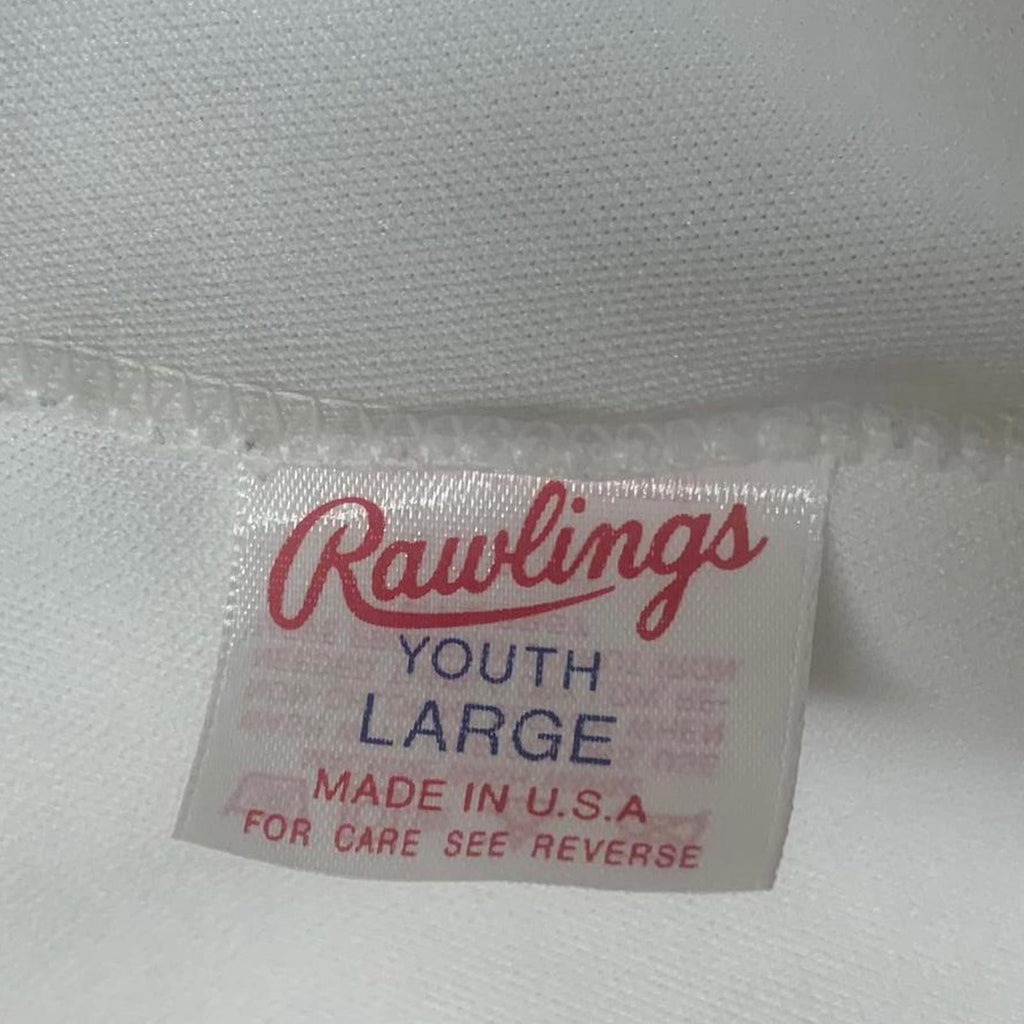 Rawlings
YOUTH
LARGE
MADE IN U.S.A
FOR CARE SEE REVERSE